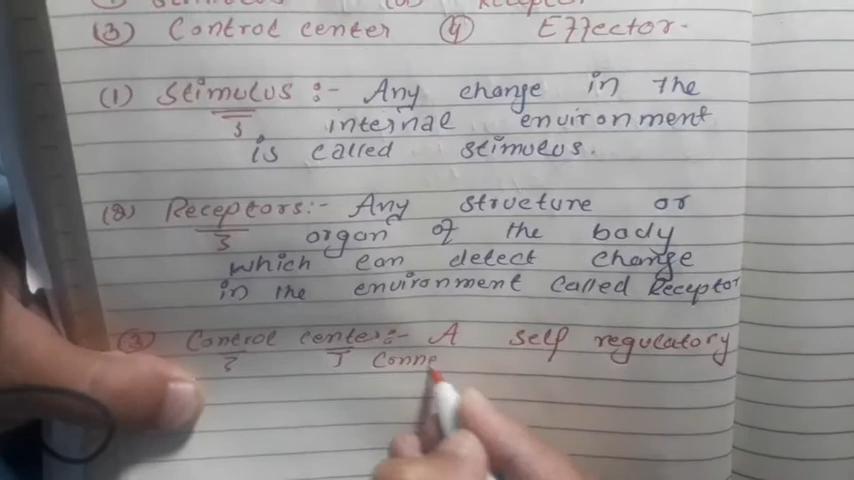 (3) Control center (4) Effector.
(1) Stimulus :- Any change in the
internal environment
is called stimulus.
(2) Receptors:- Any structure or
organ of the body
which can detect change
in the environment called Receptor
(3) Control center:- A self regulatory
Conne